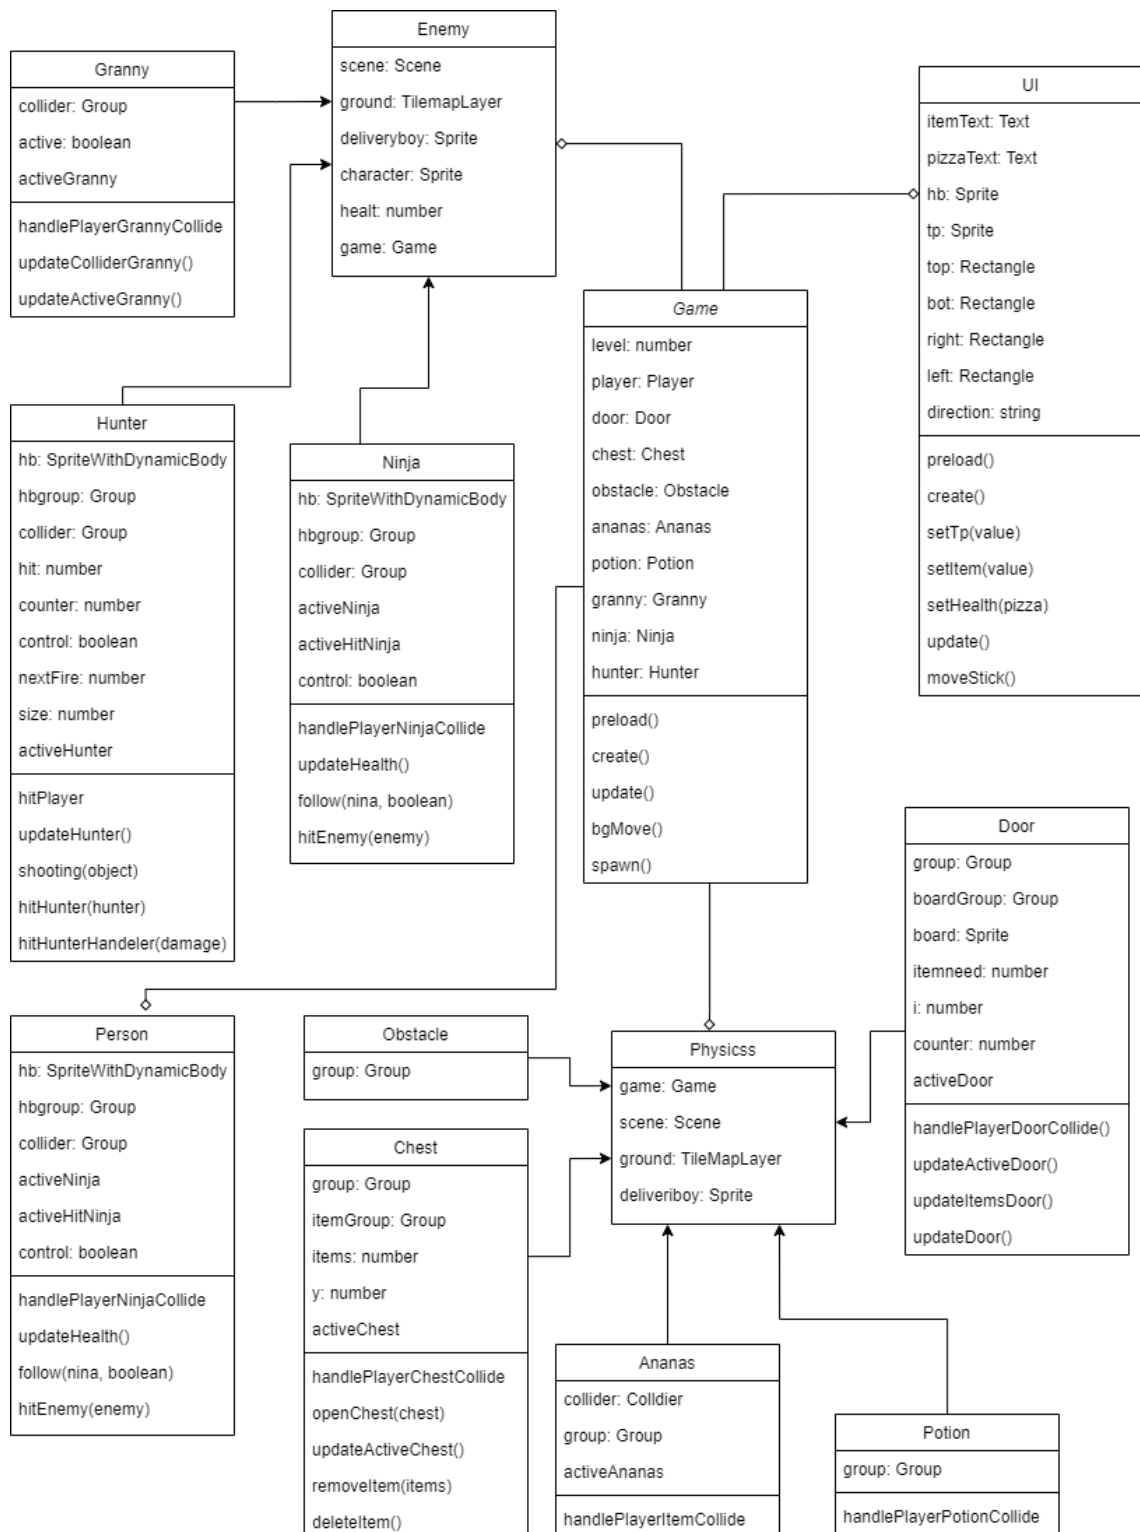 Enemy
scene: Scene
ground: TilemapLayer
deliveryboy: Sprite
character: Sprite
healt: number
game: Game
Granny
collider: Group
active: boolean
activeGranny
handlePlayerGrannyCollide
updateColliderGranny()
updateActiveGranny()
UI
itemText: Text
pizzaText: Text
hb: Sprite
tp: Sprite
top: Rectangle
bot: Rectangle
right: Rectangle
left: Rectangle
direction: string
preload()
create()
setTp(value)
setItem(value)
setHealth(pizza)
update()
moveStick()
Game
level: number
player: Player
door: Door
chest: Chest
obstacle: Obstacle
ananas: Ananas
potion: Potion
granny: Granny
ninja: Ninja
hunter: Hunter
preload()
create()
update()
bgMove()
spawn()
Hunter
hb: SpriteWithDynamicBody
hbgroup: Group
collider: Group
hit: number
counter: number
control: boolean
nextFire: number
size: number
activeHunter
hitPlayer
updateHunter()
shooting(object)
hitHunter(hunter)
hitHunterHandeler(damage)
Ninja
hb: SpriteWithDynamicBody
hbgroup: Group
collider: Group
activeNinja
activeHitNinja
control: boolean
handlePlayerNinjaCollide
updateHealth()
follow(nina, boolean)
hitEnemy(enemy)
Door
group: Group
boardGroup: Group
board: Sprite
itemneed: number
i: number
counter: number
activeDoor
handlePlayerDoorCollide()
updateActiveDoor()
updateItemsDoor()
updateDoor()
Person
hb: SpriteWithDynamicBody
hbgroup: Group
collider: Group
activeNinja
activeHitNinja
control: boolean
handlePlayerNinjaCollide
updateHealth()
follow(nina, boolean)
hitEnemy(enemy)
Obstacle
group: Group
Physicss
game: Game
scene: Scene
ground: TileMapLayer
deliveriboy: Sprite
Chest
group: Group
itemGroup: Group
items: number
y: number
activeChest
handlePlayerChestCollide
openChest(chest)
updateActiveChest()
removeItem(items)
deleteItem()
Ananas
collider: Colldier
group: Group
activeAnanas
handlePlayerItemCollide
Potion
group: Group
handlePlayerPotionCollide